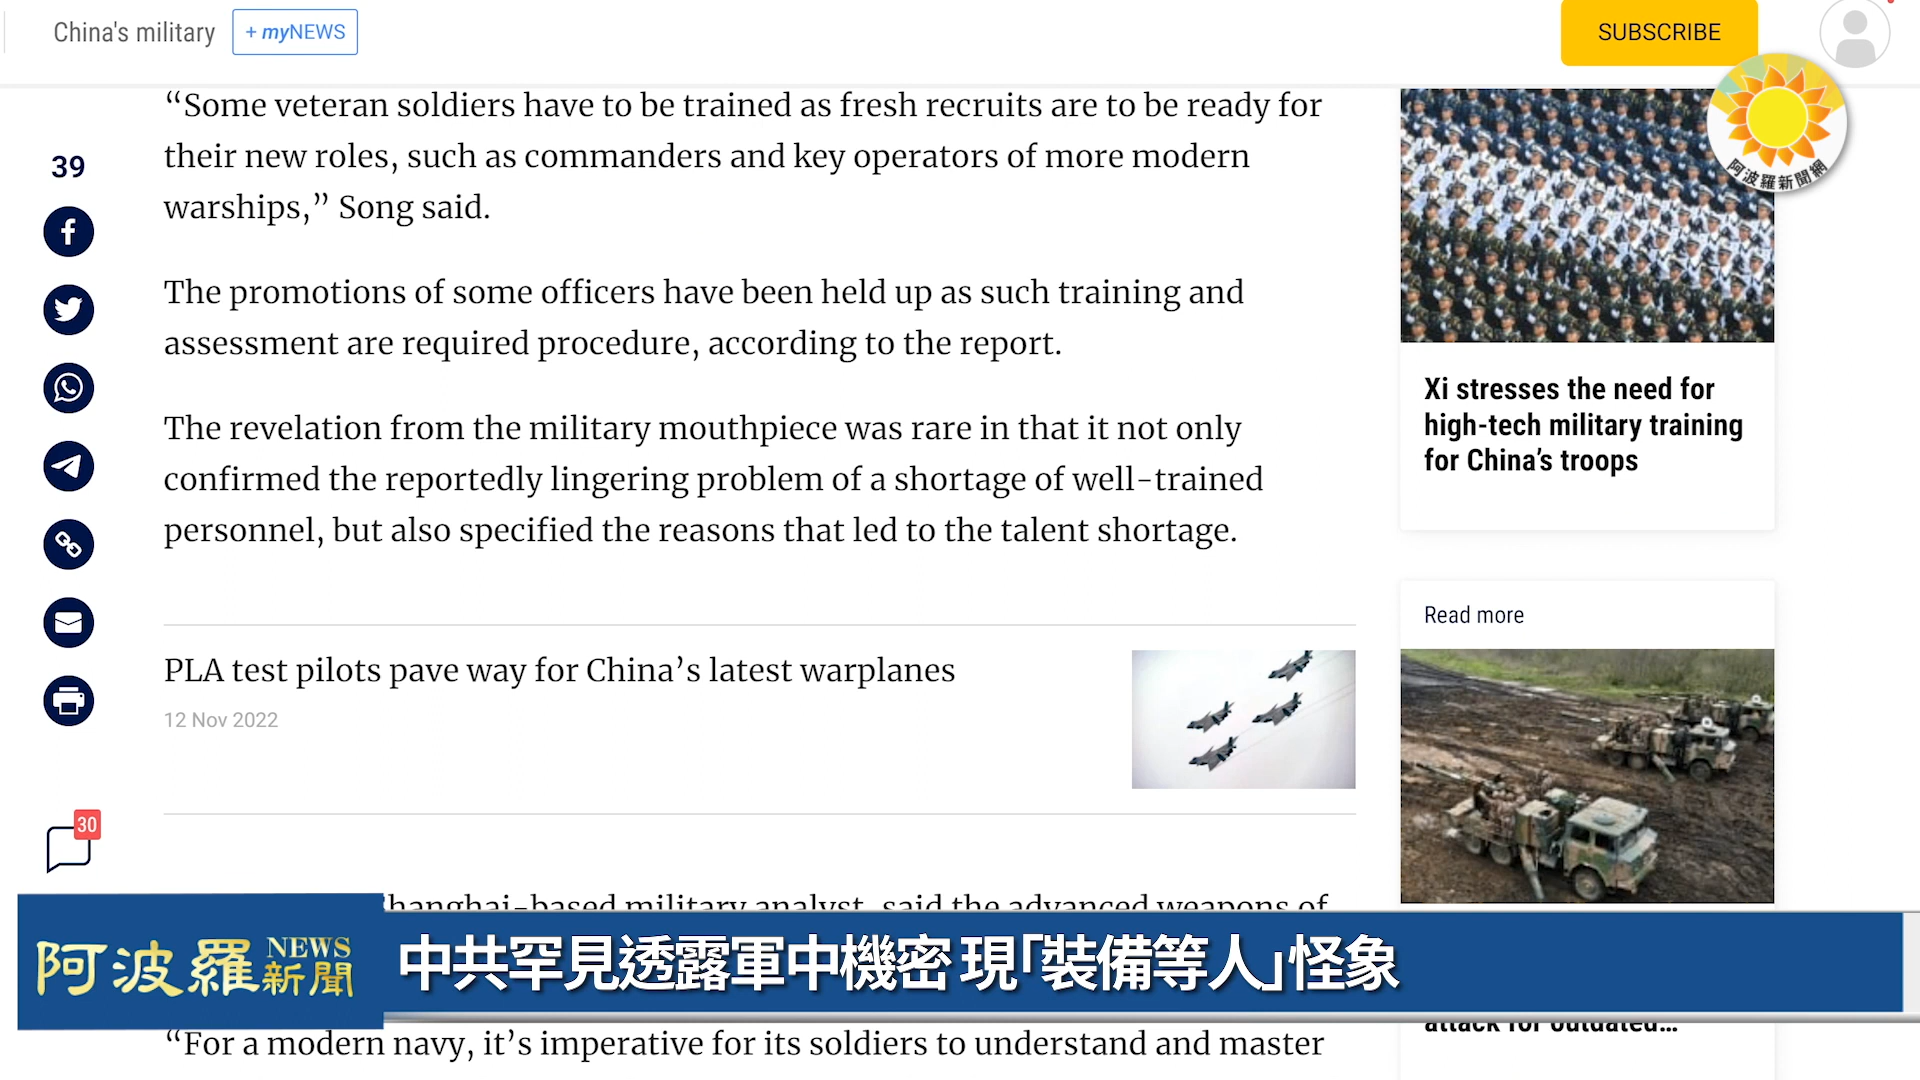 China's military
+ myNEWS
SUBSCRIBE
“Some veteran soldiers have to be trained as fresh recruits are to be ready for
their new roles, such as commanders and key operators of more modern
warships,” Song said.
39
The promotions of some officers have been held up as such training and
assessment are required procedure, according to the report.
The revelation from the military mouthpiece was rare in that it not only
confirmed the reportedly lingering problem of a shortage of well-trained
personnel, but also specified the reasons that led to the talent shortage.
PLA test pilots pave way for China’s latest warplanes
12 Nov 2022
30
Shanghai-based military analyst, said the advanced weapons of
“For a modern navy, it’s imperative for its soldiers to understand and master
阿波羅新聞網
Xi stresses the need for
high-tech military training
for China’s troops
Read more
attack for outdated...
阿波羅 NEWS 新聞
中共罕見透露軍中機密 現「裝備等人」怪象